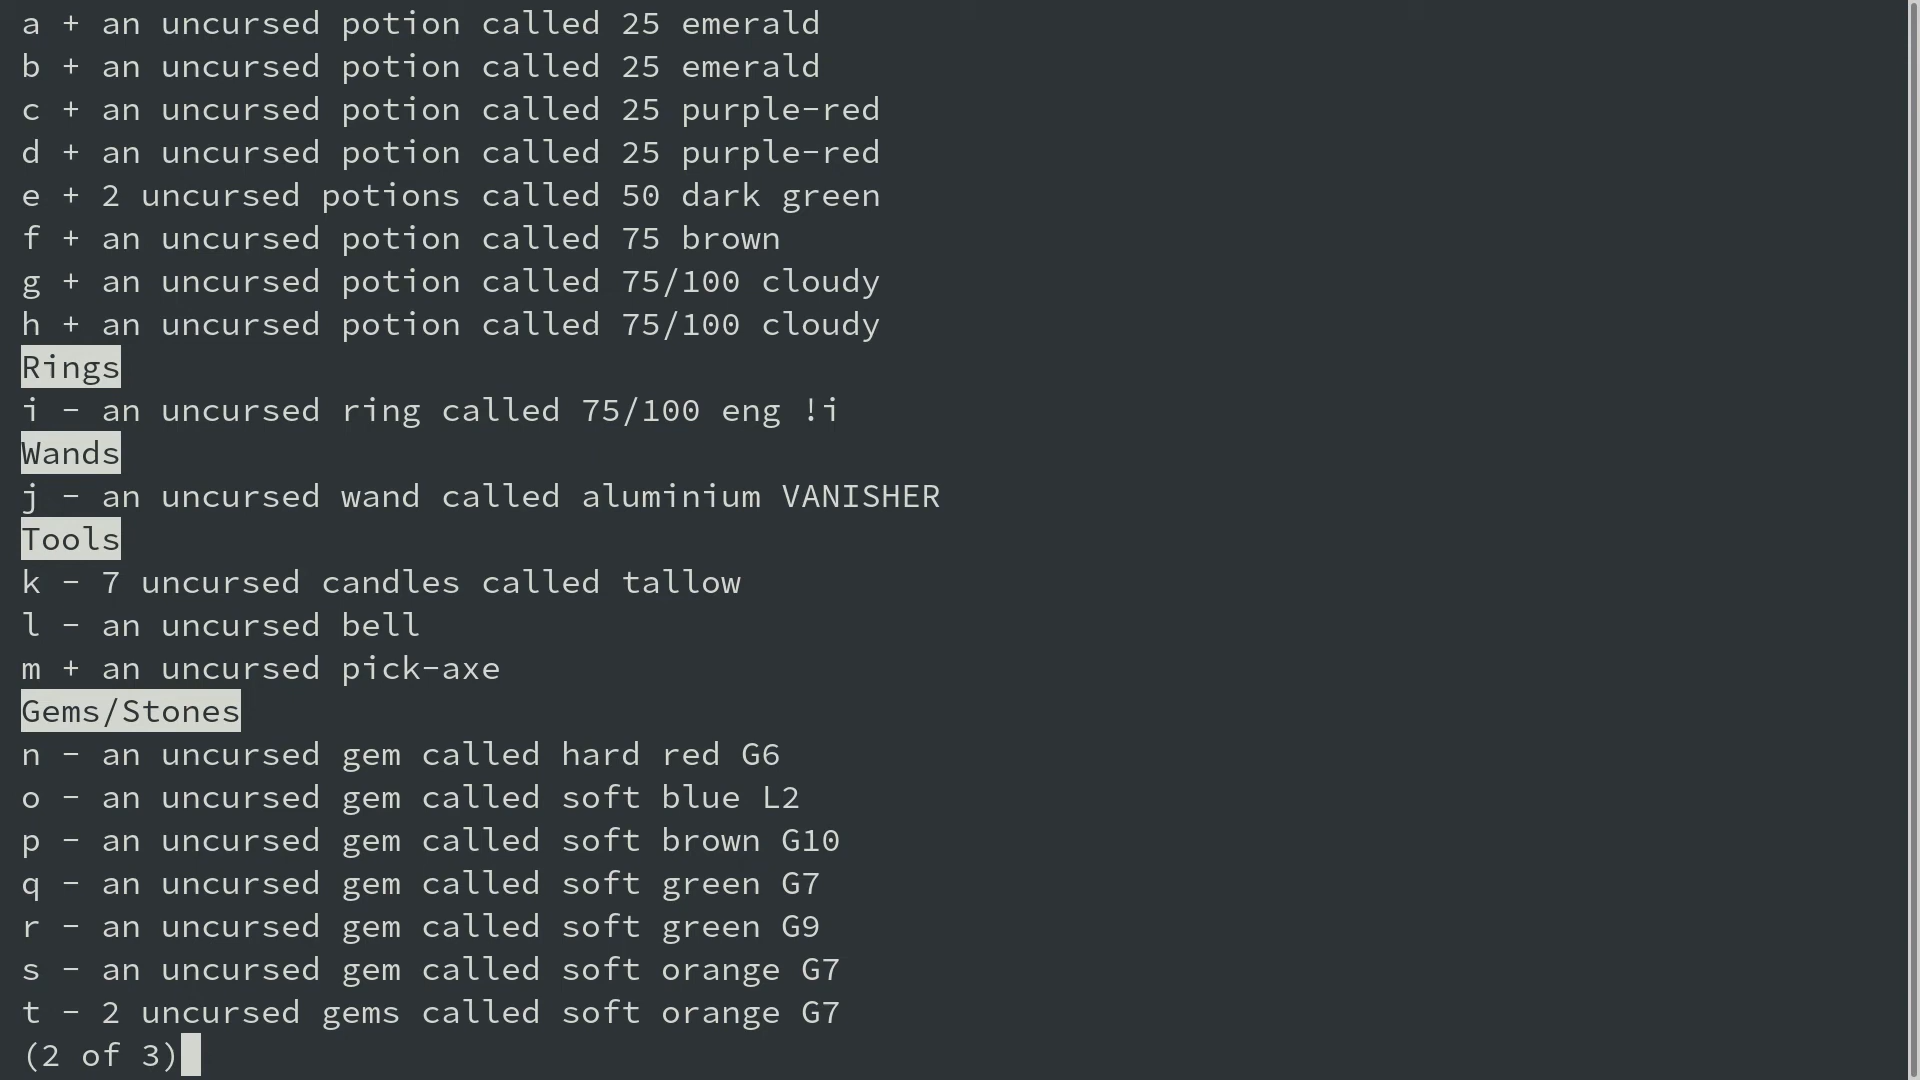 a + an uncursed potion called 25 emerald
b + an uncursed potion called 25 emerald
c + an uncursed potion called 25 purple-red
d + an uncursed potion called 25 purple-red
e + 2 uncursed potions called 50 dark green
f + an uncursed potion called 75 brown
g + an uncursed potion called 75/100 cloudy
h + an uncursed potion called 75/100 cloudy
Rings
i - an uncursed ring called 75/100 eng !i
Wands
j - an uncursed wand called aluminium VANISHER
Tools
k - 7 uncursed candles called tallow
l - an uncursed bell
m + an uncursed pick-axe
Gems/Stones
n - an uncursed gem called hard red G6
o - an uncursed gem called soft blue L2
p - an uncursed gem called soft brown G10
q - an uncursed gem called soft green G7
r - an uncursed gem called soft green G9
s - an uncursed gem called soft orange G7
t - 2 uncursed gems called soft orange G7
(2 of 3)